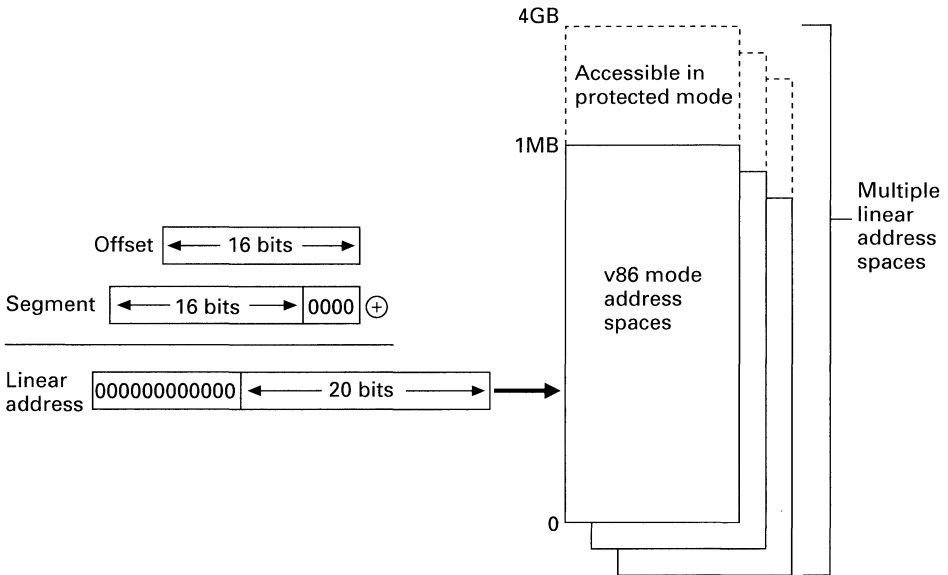 4GB
Accessible in
protected mode
1MB
Multiple
linear
address
spaces
Offset
16 bits
v86 mode
address
spaces
Segment
16 bits
0000
+
Linear
address
000000000000
20 bits
0